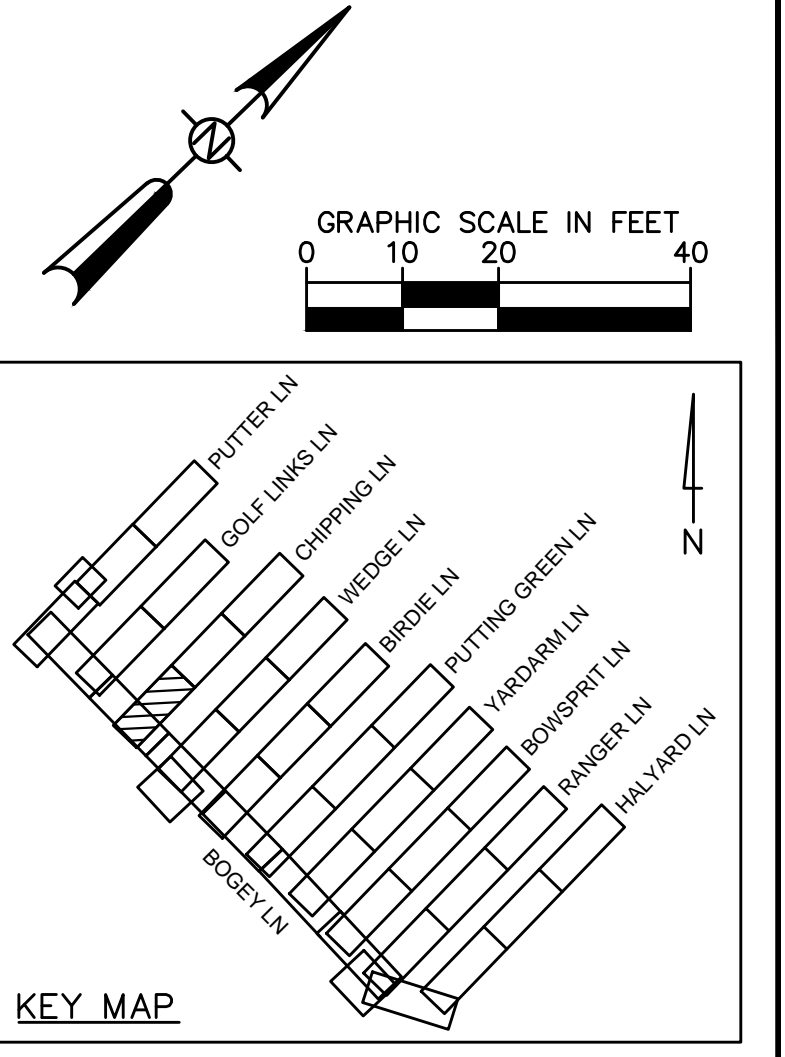 N
GRAPHIC SCALE IN FEET
0 10 20 40
PUTTER LN
GOLF LINKS LN
CHIPPING LN
WEDGE LN
BIRDIE LN
PUTTING GREEN LN
YARDARM LN
BOWSPRIT LN
RANGER LN
HALYARD LN
N
BOGEY LN
KEY MAP